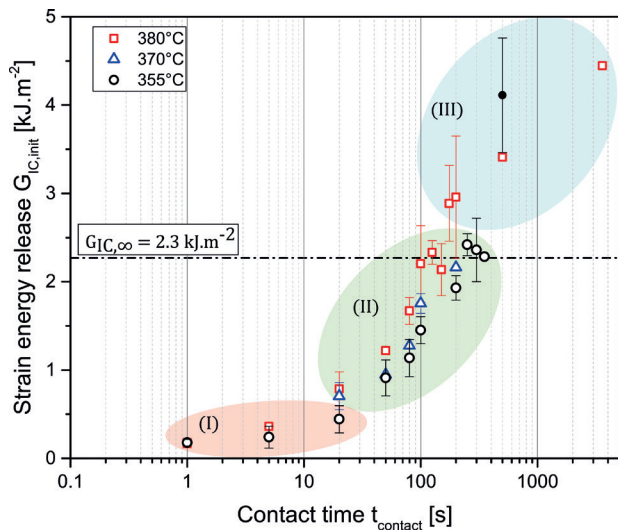 380°C
370°C
355°C
5
4
3
2
1
0
Strain energy release G_IC,init [kJ.m⁻²]
G_IC,∞ = 2.3 kJ.m⁻²
(III)
(II)
(I)
0.1 1 10 100 1000
Contact time t_contact [s]